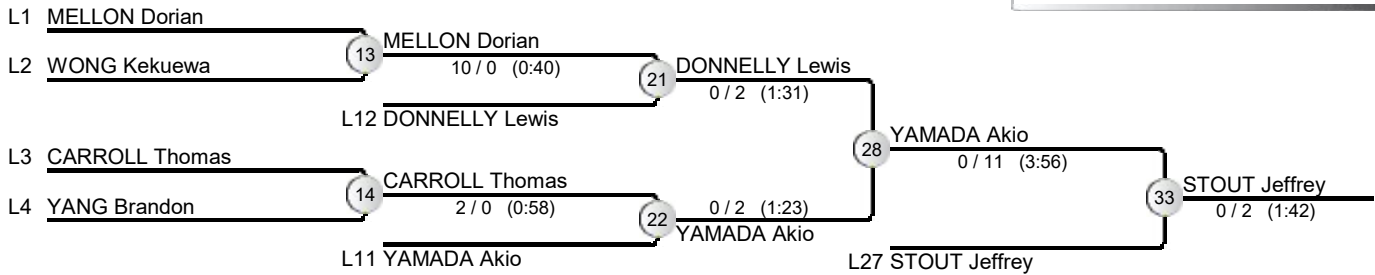 L1 MELLON Dorian
13
MELLON Dorian
10 / 0 (0:40)
L2 WONG Kekuewa
21
DONNELLY Lewis
0 / 2 (1:31)
L12 DONNELLY Lewis
28
YAMADA Akio
0 / 11 (3:56)
L3 CARROLL Thomas
14
CARROLL Thomas
2 / 0 (0:58)
L4 YANG Brandon
22
0 / 2 (1:23)
YAMADA Akio
33
STOUT Jeffrey
0 / 2 (1:42)
L11 YAMADA Akio
L27 STOUT Jeffrey